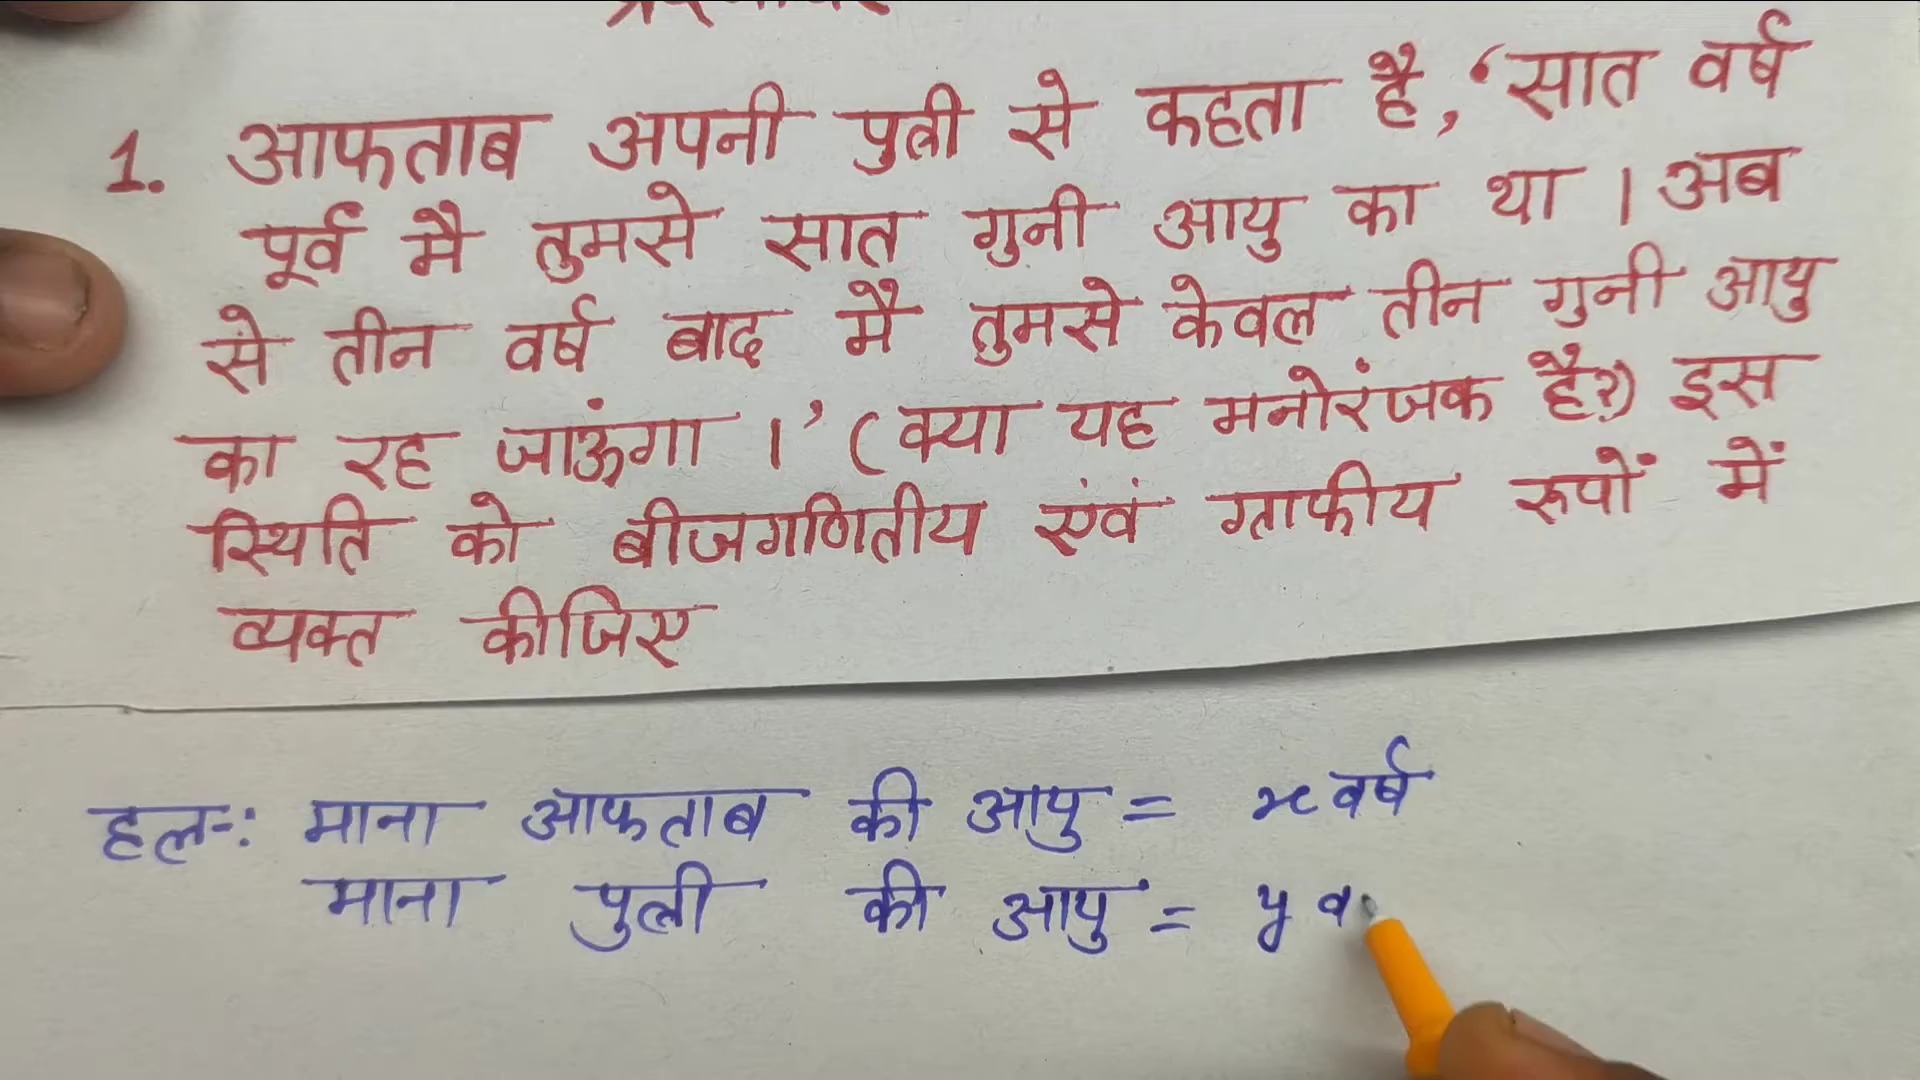 1. आफताब अपनी पुत्री से कहता है, ‘सात वर्ष
पूर्व मै तुमसे सात गुनी आयु का था । अब
से तीन वर्ष बाद मै तुमसे केवल तीन गुनी आयु
का रह जाऊंगा ।’ (क्या यह मनोरंजक है?) इस
स्थिति को बीजगणितीय एंवं ग्राफीय रूपों में
व्यक्त कीजिए
हल-: माना आफताब की आयु = x वर्ष
माना पुत्री की आयु = y व